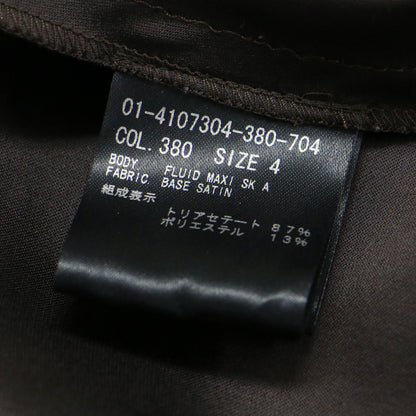 01-4107304-380-704
COL.380 SIZE 4
BODY FLUID MAXI SK A
FABRIC BASE SATIN
組成表示
トリアセテート 87%
ポリエステル 13%